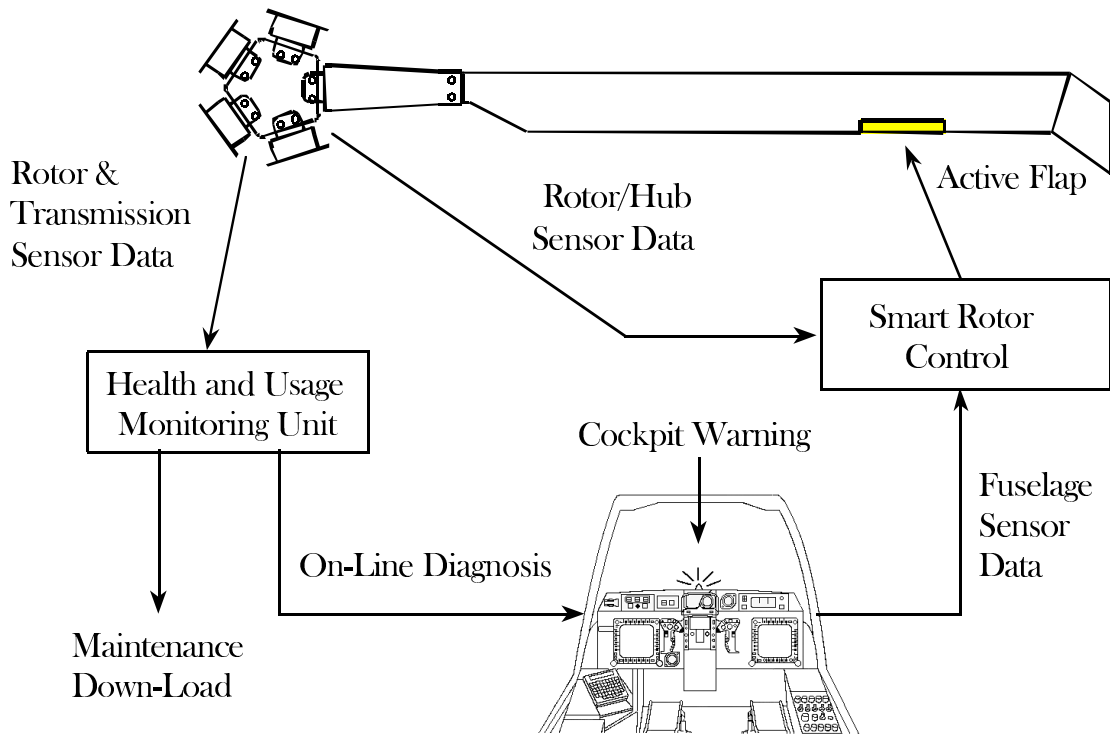 Rotor &
Transmission
Sensor Data
Rotor/Hub
Sensor Data
Active Flap
Smart Rotor
Control
Health and Usage
Monitoring Unit
Cockpit Warning
Fuselage
Sensor
Data
On-Line Diagnosis
Maintenance
Down-Load